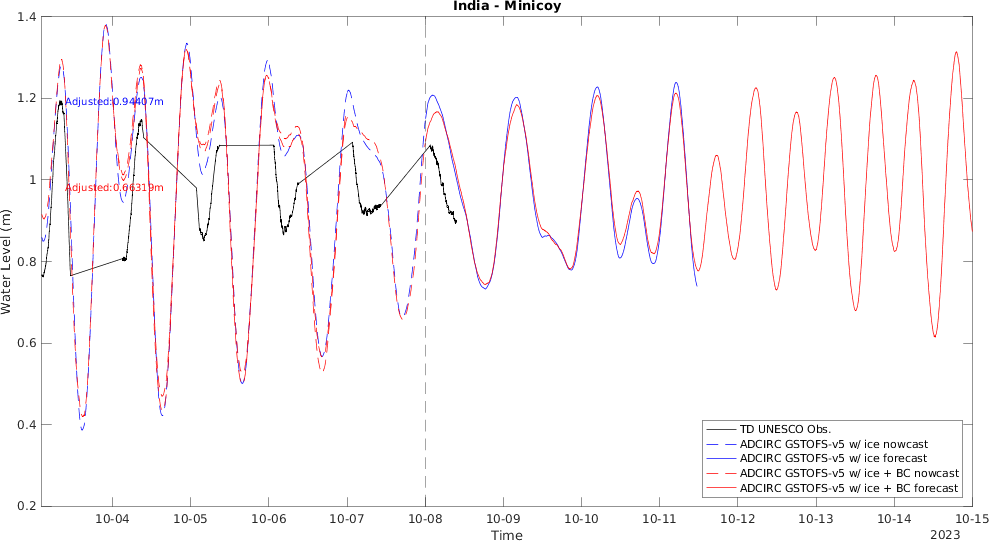 India - Minicoy
1.4
1.2
1
0.8
0.6
0.4
0.2
Water Level (m)
Adjusted:0.94407m
Adjusted:0.66319m
TD UNESCO Obs.
ADCIRC GSTOFS-v5 w/ ice nowcast
ADCIRC GSTOFS-v5 w/ ice forecast
ADCIRC GSTOFS-v5 w/ ice + BC nowcast
ADCIRC GSTOFS-v5 w/ ice + BC forecast
10-04 10-05 10-06 10-07 10-08 10-09 10-10 10-11 10-12 10-13 10-14 10-15
Time
2023